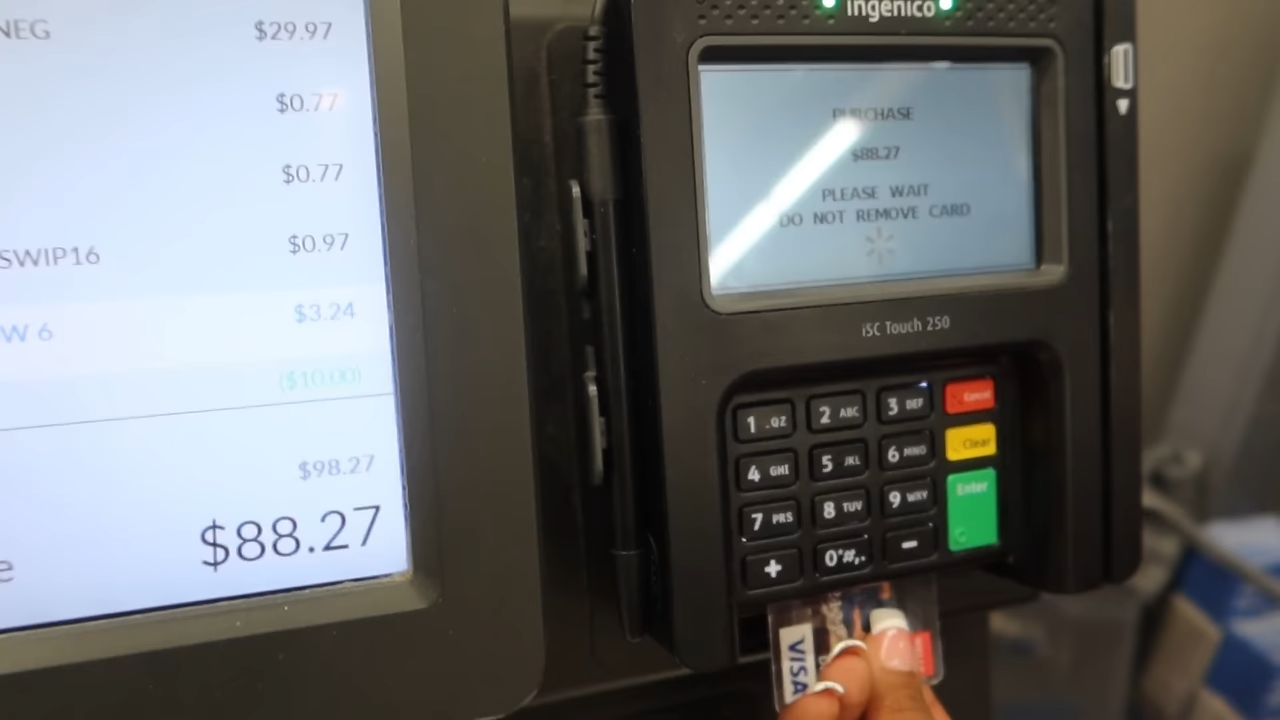 NEG $29.97
$0.77
$0.77
SWIP16 $0.97
W 6 $3.24
($10.00)
$98.27
e $88.27
ingenico
PURCHASE
$88.27
PLEASE WAIT
DO NOT REMOVE CARD
iSC Touch 250
1 .QZ 2 ABC 3 DEF Cancel
4 GHI 5 JKL 6 MNO Clear
7 PRS 8 TUV 9 WXY Enter
+ 0*#,. -
VISA